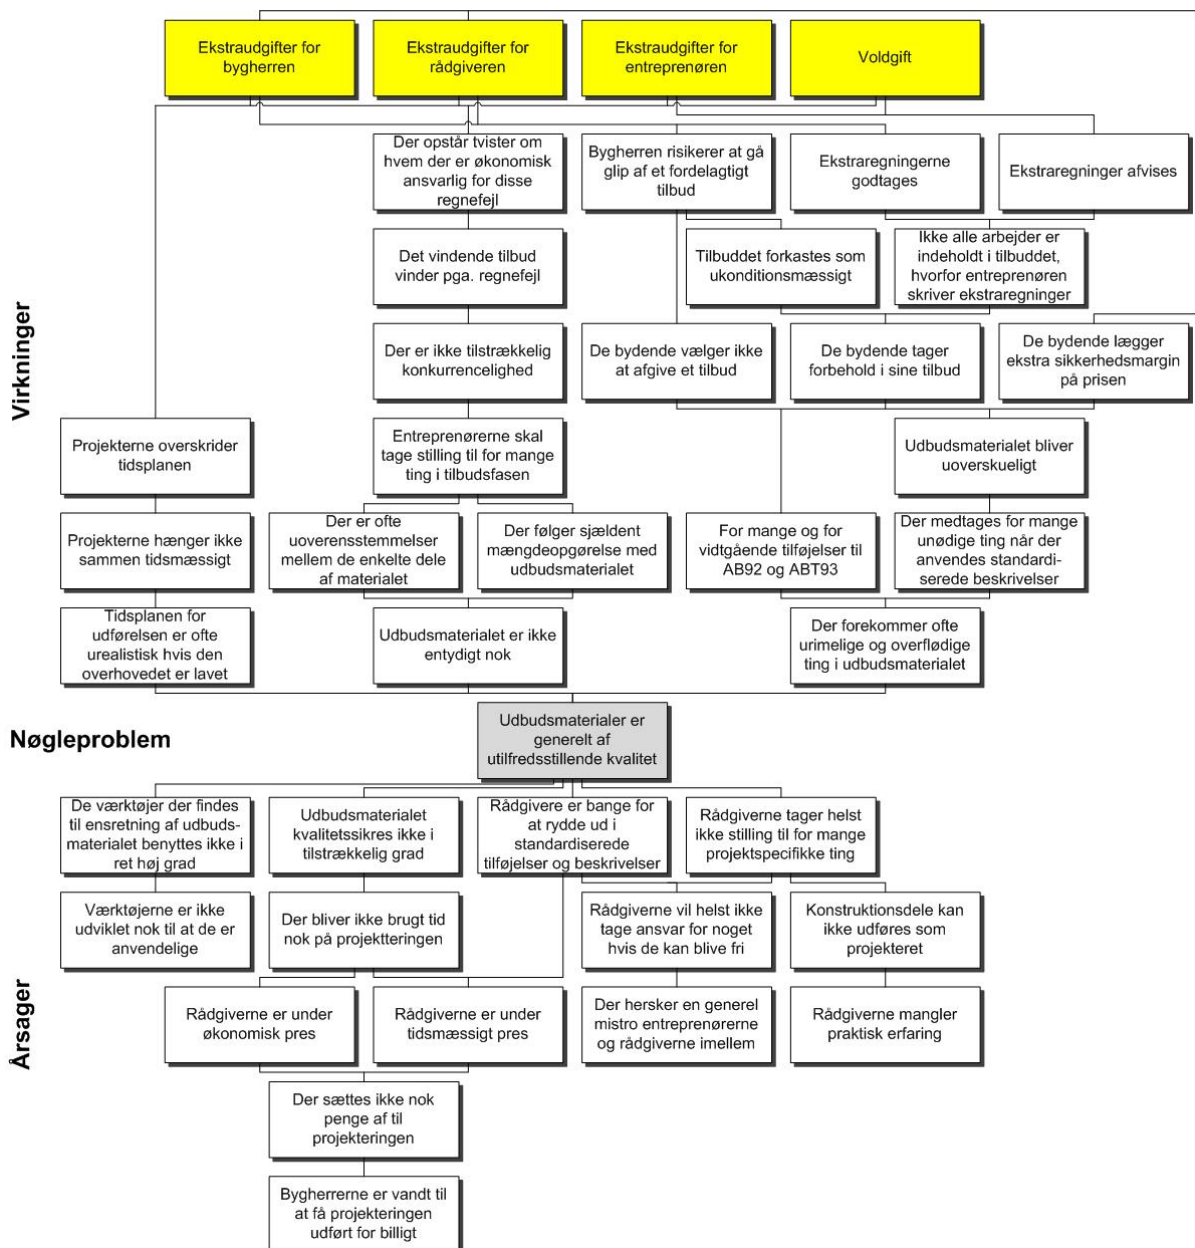 Ekstraudgifter for
bygherren
Ekstraudgifter for
rådgiveren
Ekstraudgifter for
entreprenøren
Voldgift
Der opstår tvister om
hvem der er økonomisk
ansvarlig for disse
regnefejl
Bygherren risikerer at gå
glip af et fordelagtigt
tilbud
Ekstraregningerne
godtages
Ekstraregninger afvises
Det vindende tilbud
vinder pga. regnefejl
Tilbuddet forkastes som
ukonditionsmæssigt
Ikke alle arbejder er
indeholdt i tilbuddet,
hvorfor entreprenøren
skriver ekstraregninger
Virkninger
Der er ikke tilstrækkelig
konkurrencelighed
De bydende vælger ikke
at afgive et tilbud
De bydende tager
forbehold i sine tilbud
De bydende lægger
ekstra sikkerhedsmargin
på prisen
Projekterne overskrider
tidsplanen
Entreprenørerne skal
tage stilling til for mange
ting i tilbudsfasen
Udbudsmaterialet bliver
uoverskueligt
Projekterne hænger ikke
sammen tidsmæssigt
Der er ofte
uoverensstemmelser
mellem de enkelte dele
af materialet
Der følger sjældent
mængdeopgørelse med
udbudsmaterialet
For mange og for
vidtgående tilføjelser til
AB92 og ABT93
Der medtages for mange
unødige ting når der
anvendes standardi-
serede beskrivelser
Tidsplanen for
udførelsen er ofte
urealistisk hvis den
overhovedet er lavet
Udbudsmaterialet er ikke
entydigt nok
Der forekommer ofte
urimelige og overflødige
ting i udbudsmaterialet
Nøgleproblem
Udbudsmaterialer er
generelt af
utilfredsstillende kvalitet
De værktøjer der findes
til ensretning af udbuds-
materialet benyttes ikke i
ret høj grad
Udbudsmaterialet
kvalitetssikres ikke i
tilstrækkelig grad
Rådgivere er bange for
at rydde ud i
standardiserede
tilføjelser og beskrivelser
Rådgiverne tager helst
ikke stilling til for mange
projektspecifikke ting
Værktøjerne er ikke
udviklet nok til at de er
anvendelige
Der bliver ikke brugt tid
nok på projektteringen
Rådgiverne vil helst ikke
tage ansvar for noget
hvis de kan blive fri
Konstruktionsdele kan
ikke udføres som
projekteret
Årsager
Rådgiverne er under
økonomisk pres
Rådgiverne er under
tidsmæssigt pres
Der hersker en generel
mistro entreprenørerne
og rådgiverne imellem
Rådgiverne mangler
praktisk erfaring
Der sættes ikke nok
penge af til
projekteringen
Bygherrerne er vandt til
at få projekteringen
udført for billigt